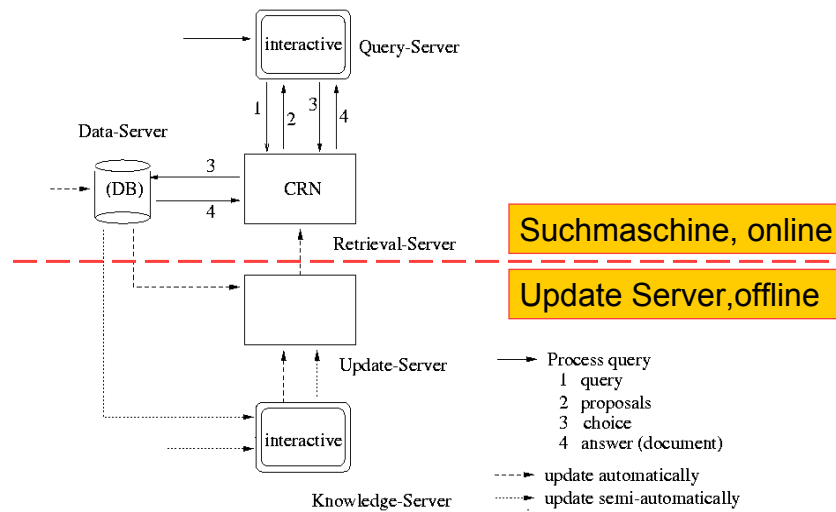 interactive
Query-Server
1
2
3
4
Data-Server
(DB)
3
4
CRN
Retrieval-Server
Suchmaschine, online
Update Server,offline
Update-Server
interactive
Knowledge-Server
Process query
1 query
2 proposals
3 choice
4 answer (document)
update automatically
update semi-automatically